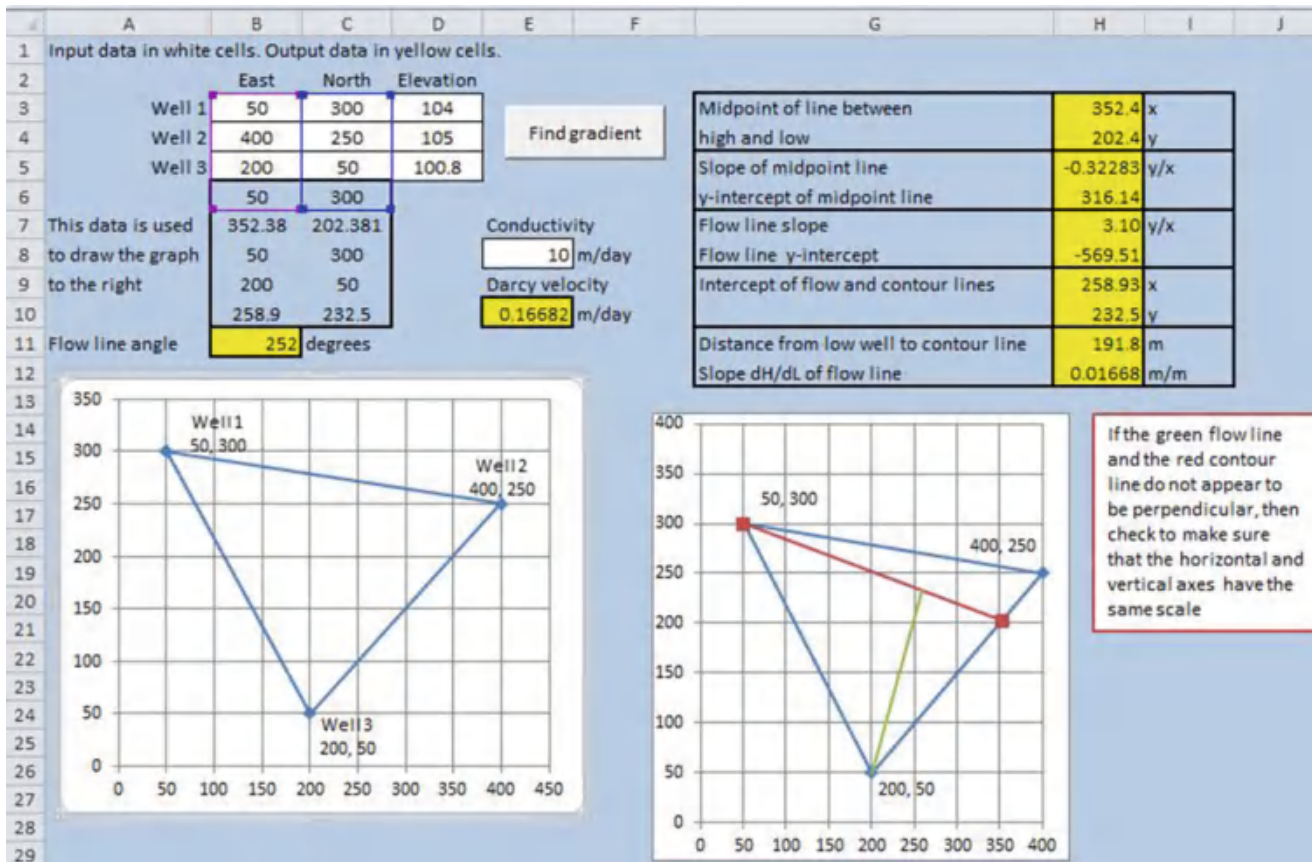 A B C D E F G H I J
1 Input data in white cells. Output data in yellow cells.
2 East North Elevation
3 Well 1 50 300 104 Midpoint of line between 352.4 x
4 Well 2 400 250 105 Find gradient high and low 202.4 y
5 Well 3 200 50 100.8 Slope of midpoint line -0.32283 y/x
6 50 300 y-intercept of midpoint line 316.14
7 This data is used 352.38 202.381 Conductivity Flow line slope 3.10 y/x
8 to draw the graph 50 300 10 m/day Flow line y-intercept -569.51
9 to the right 200 50 Darcy velocity Intercept of flow and contour lines 258.93 x
10 258.9 232.5 0.16682 m/day 232.5 y
11 Flow line angle 252 degrees Distance from low well to contour line 191.8 m
12 Slope dH/dL of flow line 0.01668 m/m
13
14
15
16
17
18
19
20
21
22
23
24
25
26
27
28
29
350
300
250
200
150
100
50
0
0 50 100 150 200 250 300 350 400 450
Well1
50, 300
Well2
400, 250
Well3
200, 50
400
350
300
250
200
150
100
50
0
0 50 100 150 200 250 300 350 400
50, 300
400, 250
200, 50
If the green flow line
and the red contour
line do not appear to
be perpendicular, then
check to make sure
that the horizontal and
vertical axes have the
same scale